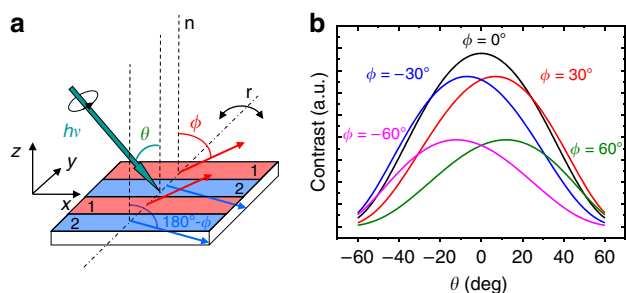 a
n
r
hν
θ
ϕ
z
y
x
1
2
1
2
180°-ϕ
b
Contrast (a.u.)
ϕ = 0°
ϕ = −30°
ϕ = 30°
ϕ = −60°
ϕ = 60°
−60 −40 −20 0 20 40 60
θ (deg)